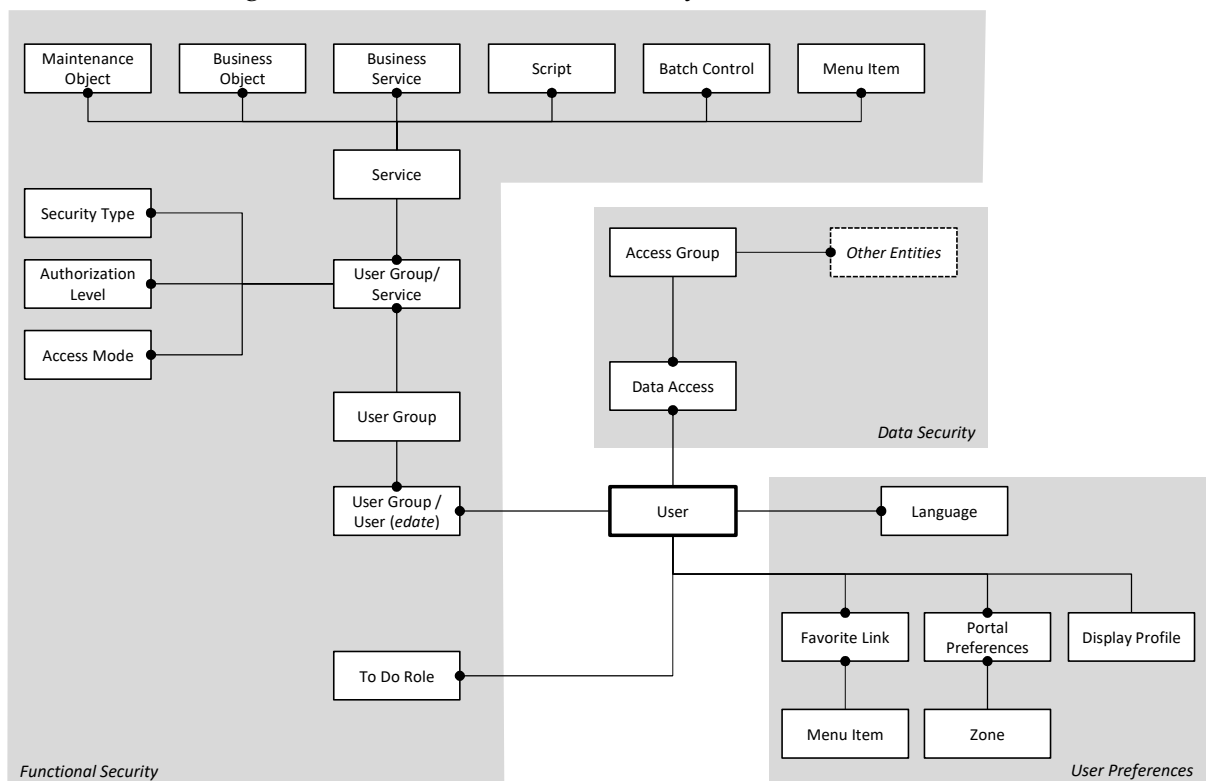 Maintenance
Object
Business
Object
Business
Service
Script
Batch Control
Menu Item
Service
Security Type
Authorization
Level
Access Mode
User Group/
Service
User Group
User Group /
User (edate)
To Do Role
Functional Security
Access Group
Other Entities
Data Access
Data Security
User
Language
Favorite Link
Portal
Preferences
Display Profile
Menu Item
Zone
User Preferences